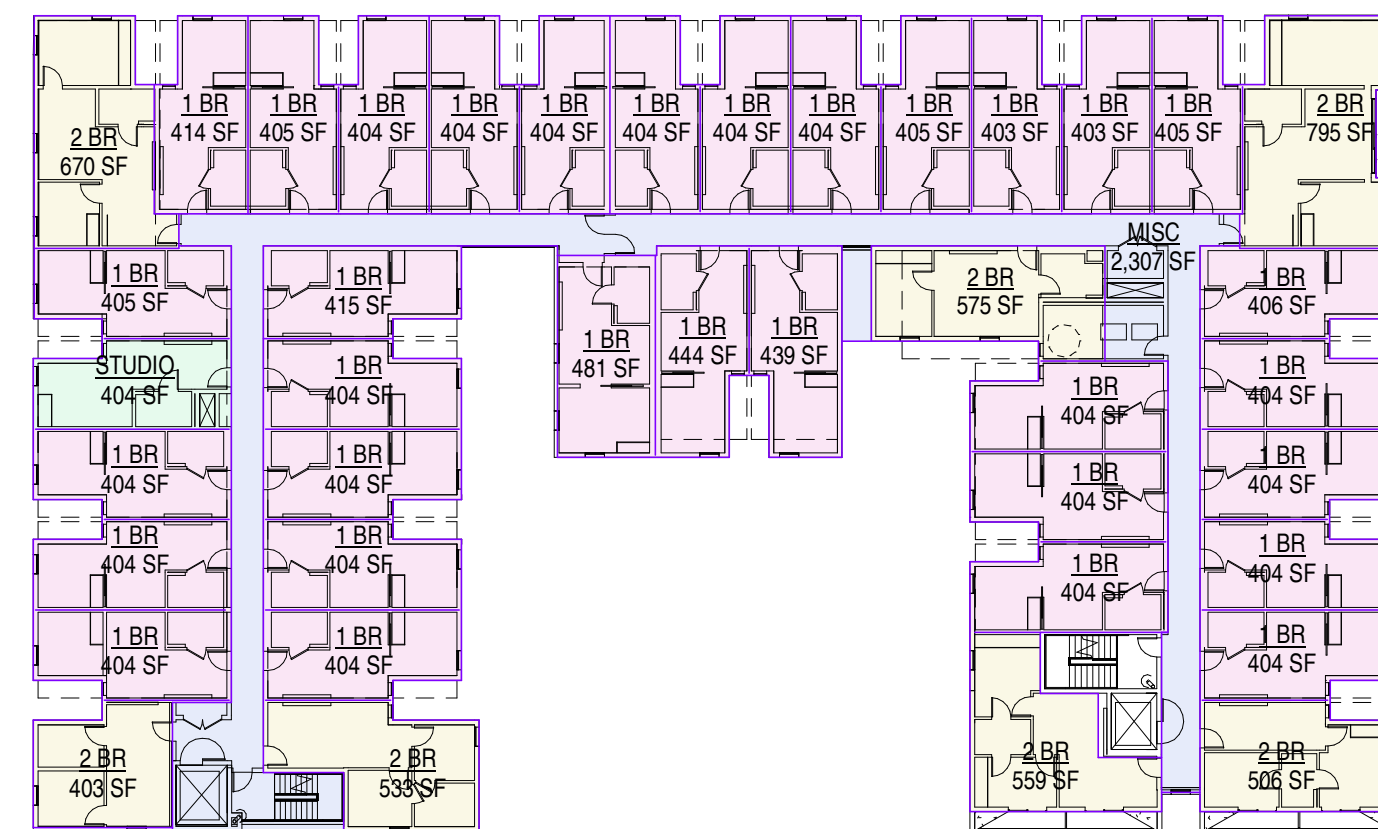 1 BR
414 SF
1 BR
405 SF
1 BR
404 SF
1 BR
404 SF
1 BR
404 SF
1 BR
404 SF
1 BR
404 SF
1 BR
404 SF
1 BR
405 SF
1 BR
403 SF
1 BR
403 SF
1 BR
405 SF
2 BR
795 SF
2 BR
670 SF
MISC
2,307 SF
1 BR
405 SF
1 BR
415 SF
2 BR
575 SF
1 BR
406 SF
1 BR
481 SF
1 BR
444 SF
1 BR
439 SF
STUDIO
404 SF
1 BR
404 SF
1 BR
404 SF
1 BR
404 SF
1 BR
404 SF
1 BR
404 SF
1 BR
404 SF
1 BR
404 SF
1 BR
404 SF
1 BR
404 SF
1 BR
404 SF
1 BR
404 SF
1 BR
404 SF
1 BR
404 SF
1 BR
404 SF
2 BR
403 SF
2 BR
533 SF
2 BR
559 SF
2 BR
506 SF